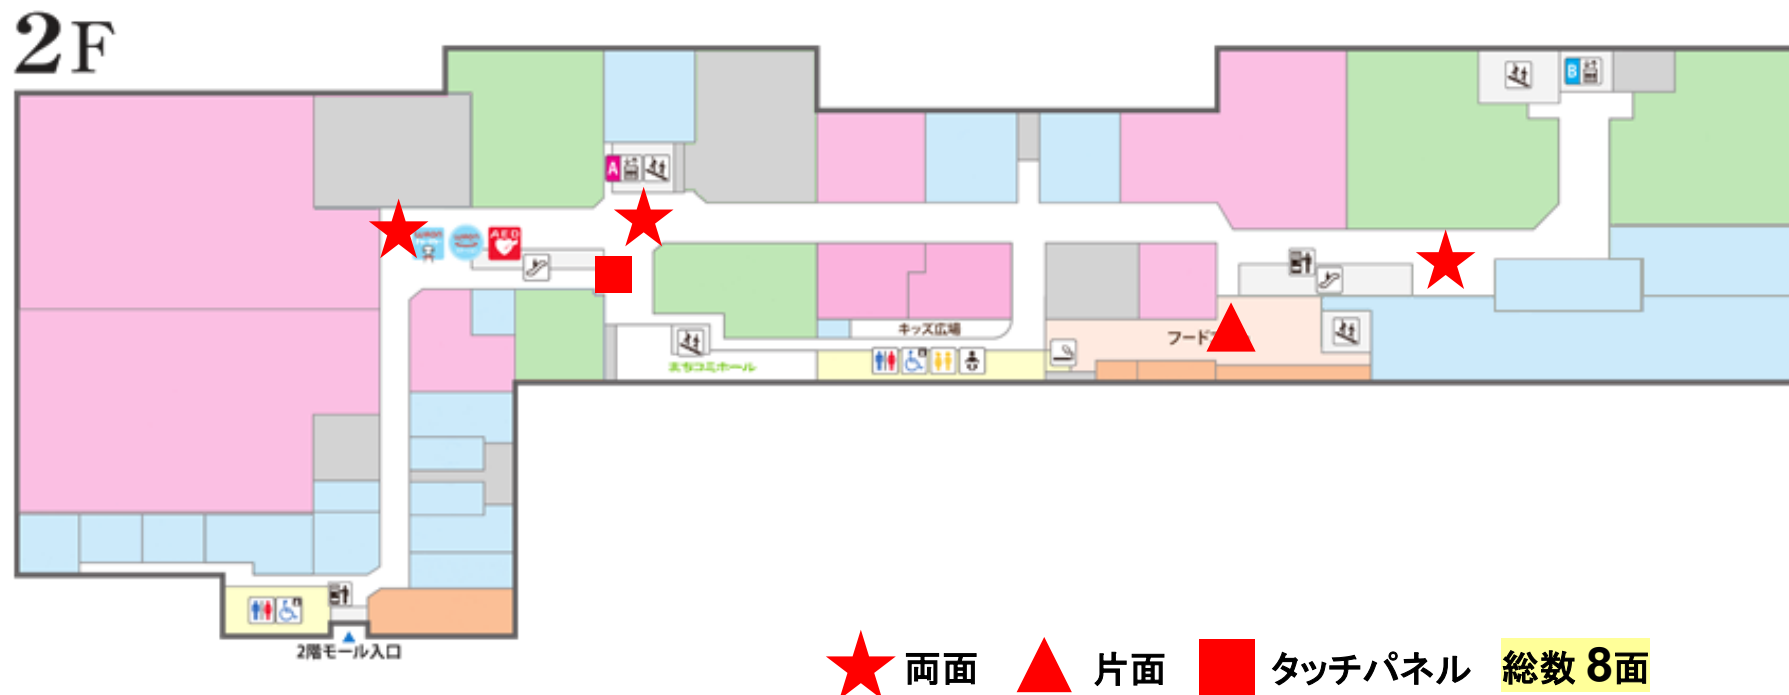 2F
B
A
AED
キッズ広場
フード
まちコミホール
2階モール入口
両面
片面
タッチパネル
総数 8面